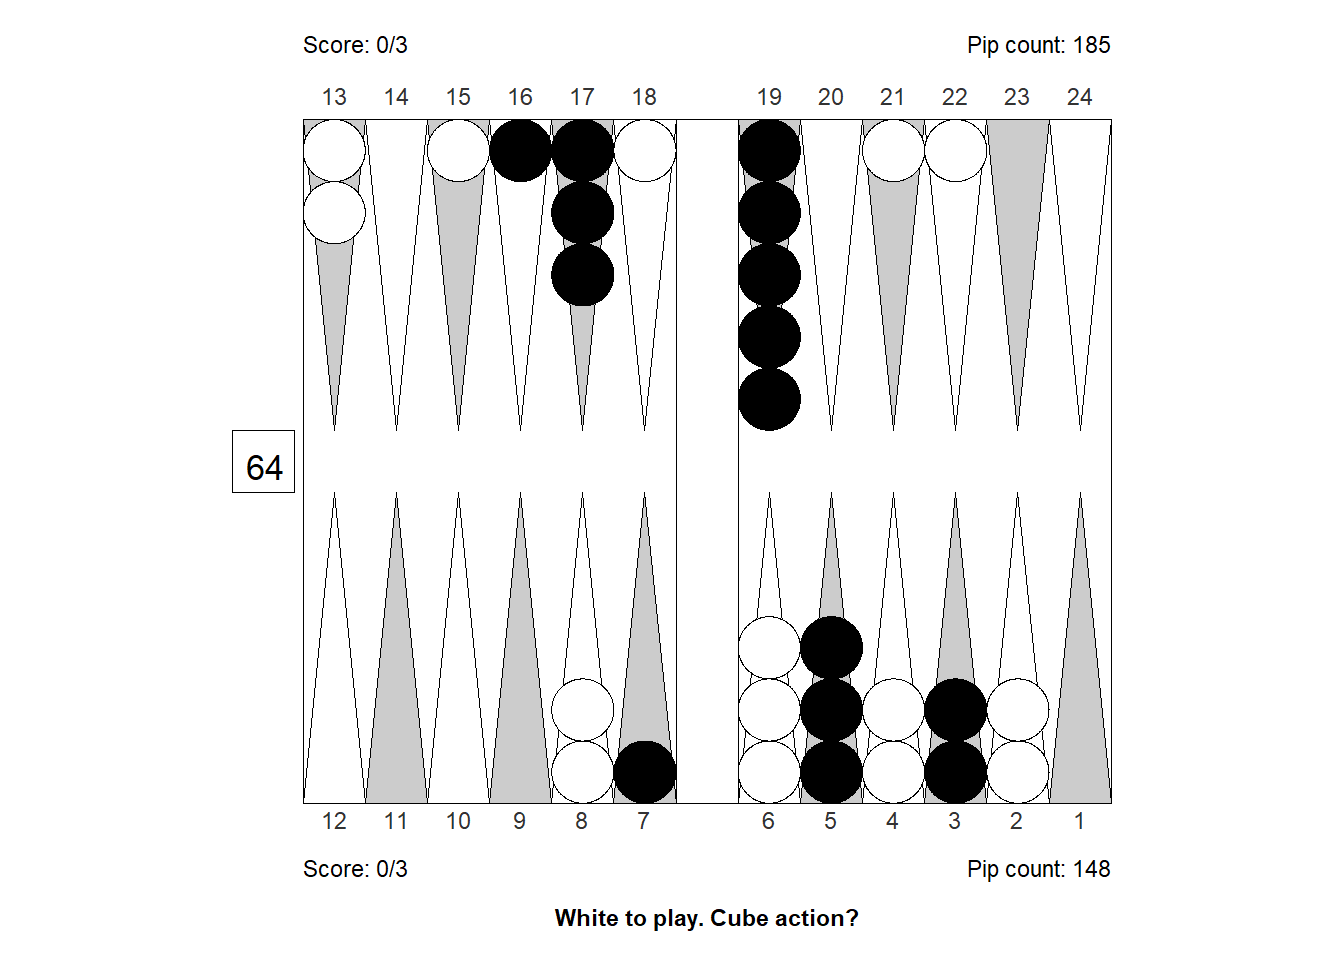 Score: 0/3 Pip count: 185
13 14 15 16 17 18 19 20 21 22 23 24
64
12 11 10 9 8 7 6 5 4 3 2 1
Score: 0/3 Pip count: 148
White to play. Cube action?